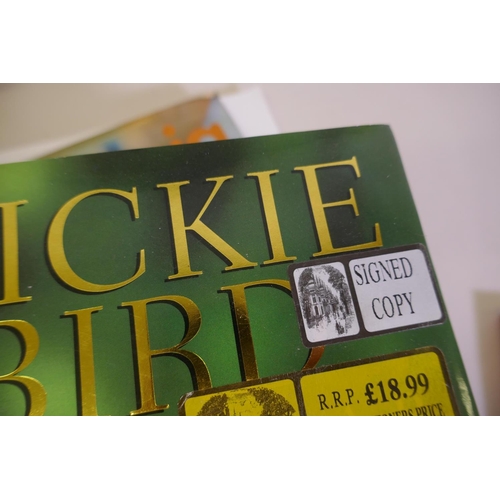 ICKIE
BIRD
SIGNED
COPY
R.R.P. £18.99